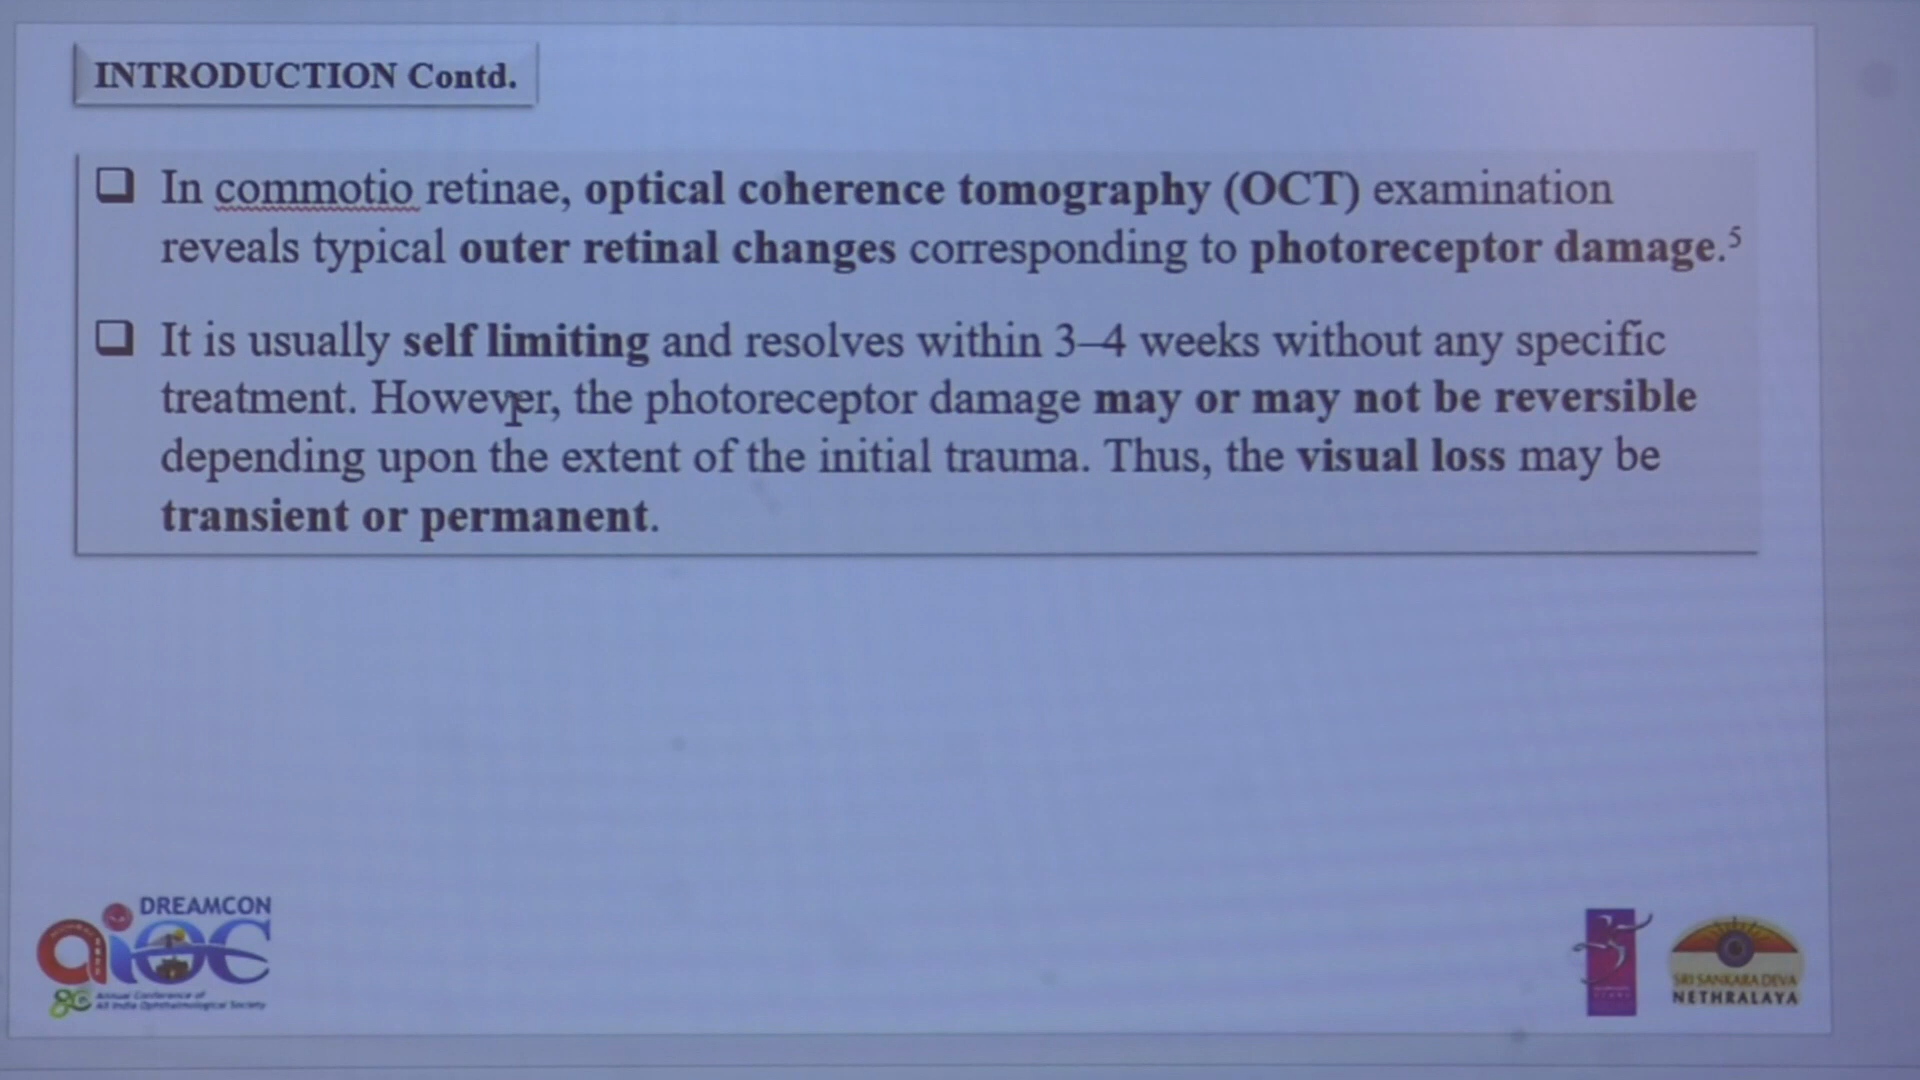 INTRODUCTION Contd.
In commotio retinae, optical coherence tomography (OCT) examination
reveals typical outer retinal changes corresponding to photoreceptor damage.⁵
It is usually self limiting and resolves within 3–4 weeks without any specific
treatment. However, the photoreceptor damage may or may not be reversible
depending upon the extent of the initial trauma. Thus, the visual loss may be
transient or permanent.
DREAMCON
aioc
80
Annual Conference of
All India Ophthalmological Society
SRI SANKARADEVA
NETHRALAYA